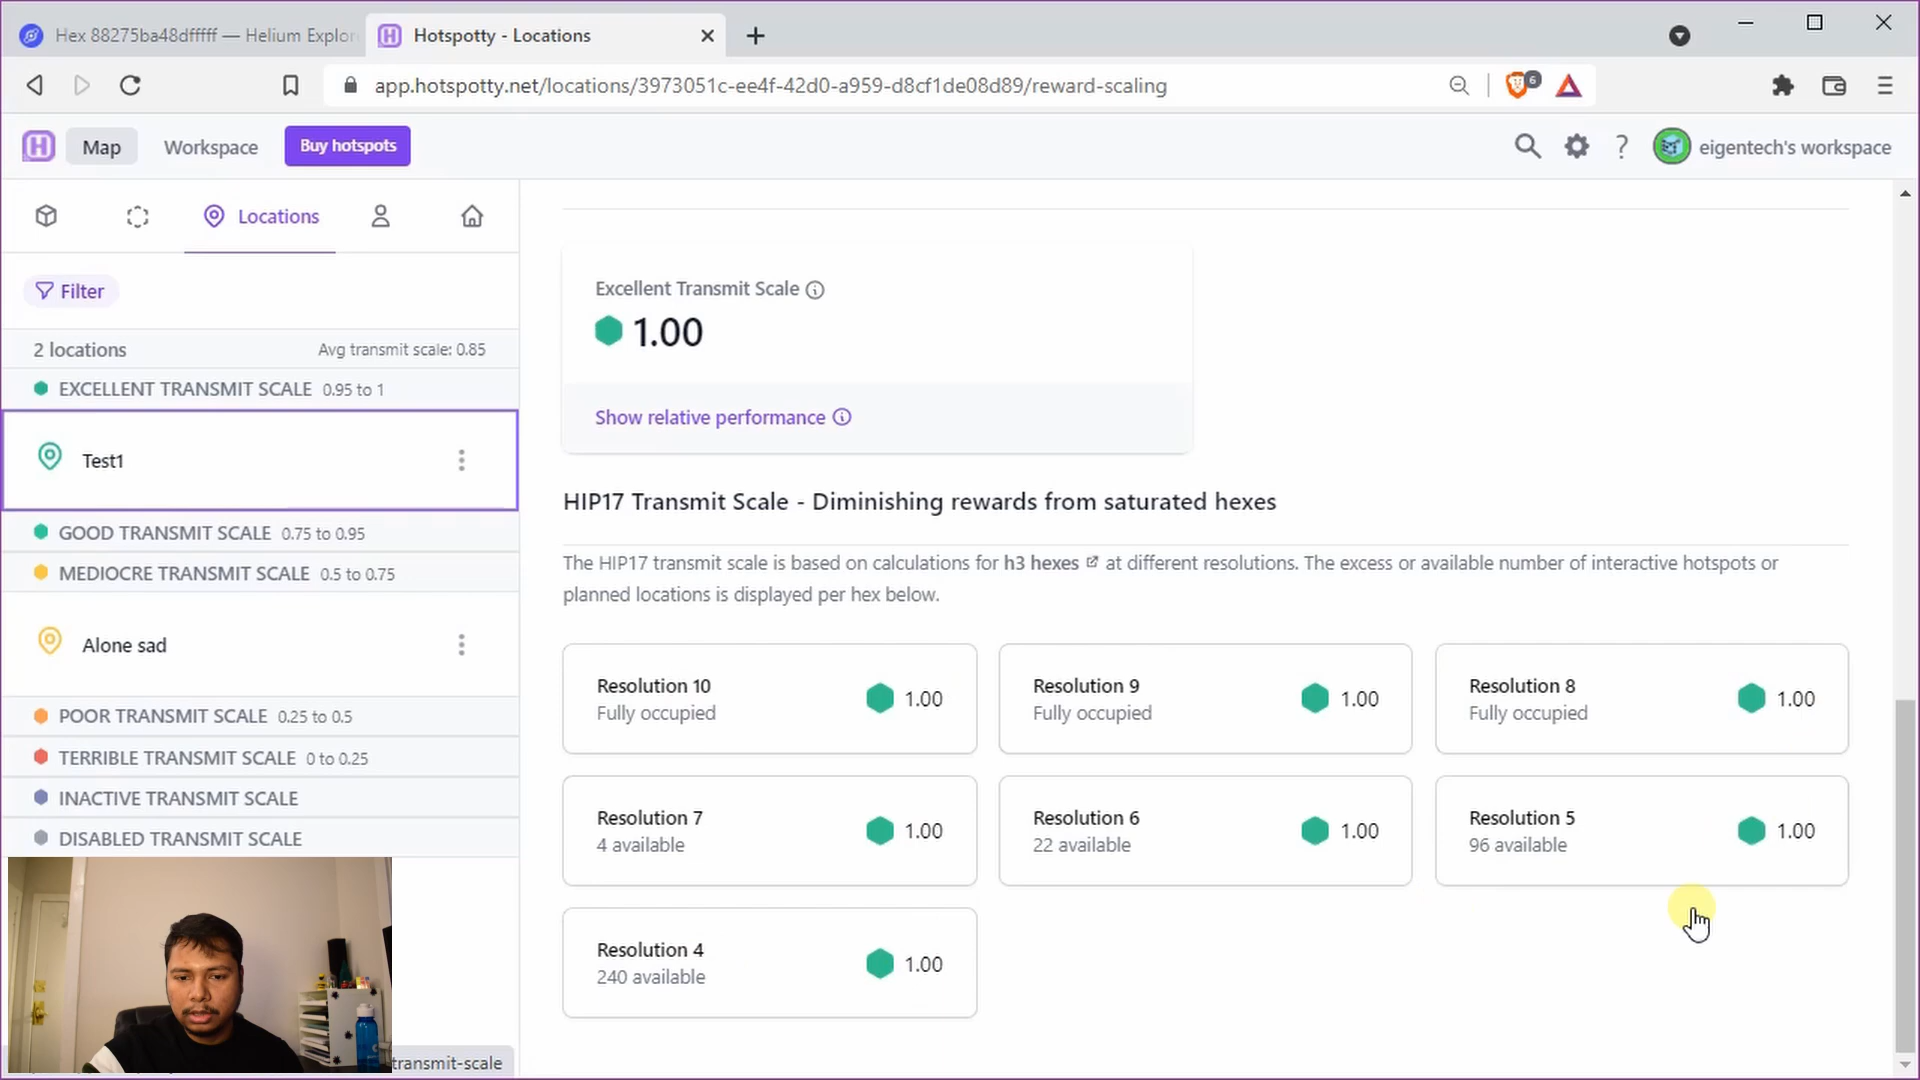 Hex 88275ba48dfffff — Helium Explor
Hotspotty - Locations
app.hotspotty.net/locations/3973051c-ee4f-42d0-a959-d8cf1de08d89/reward-scaling
6
Map
Workspace
Buy hotspots
eigentech's workspace
Locations
Filter
2 locations
Avg transmit scale: 0.85
EXCELLENT TRANSMIT SCALE 0.95 to 1
Test1
GOOD TRANSMIT SCALE 0.75 to 0.95
MEDIOCRE TRANSMIT SCALE 0.5 to 0.75
Alone sad
POOR TRANSMIT SCALE 0.25 to 0.5
TERRIBLE TRANSMIT SCALE 0 to 0.25
INACTIVE TRANSMIT SCALE
DISABLED TRANSMIT SCALE
transmit-scale
Excellent Transmit Scale
1.00
Show relative performance
HIP17 Transmit Scale - Diminishing rewards from saturated hexes
The HIP17 transmit scale is based on calculations for h3 hexes at different resolutions. The excess or available number of interactive hotspots or
planned locations is displayed per hex below.
Resolution 10
Fully occupied
1.00
Resolution 9
Fully occupied
1.00
Resolution 8
Fully occupied
1.00
Resolution 7
4 available
1.00
Resolution 6
22 available
1.00
Resolution 5
96 available
1.00
Resolution 4
240 available
1.00